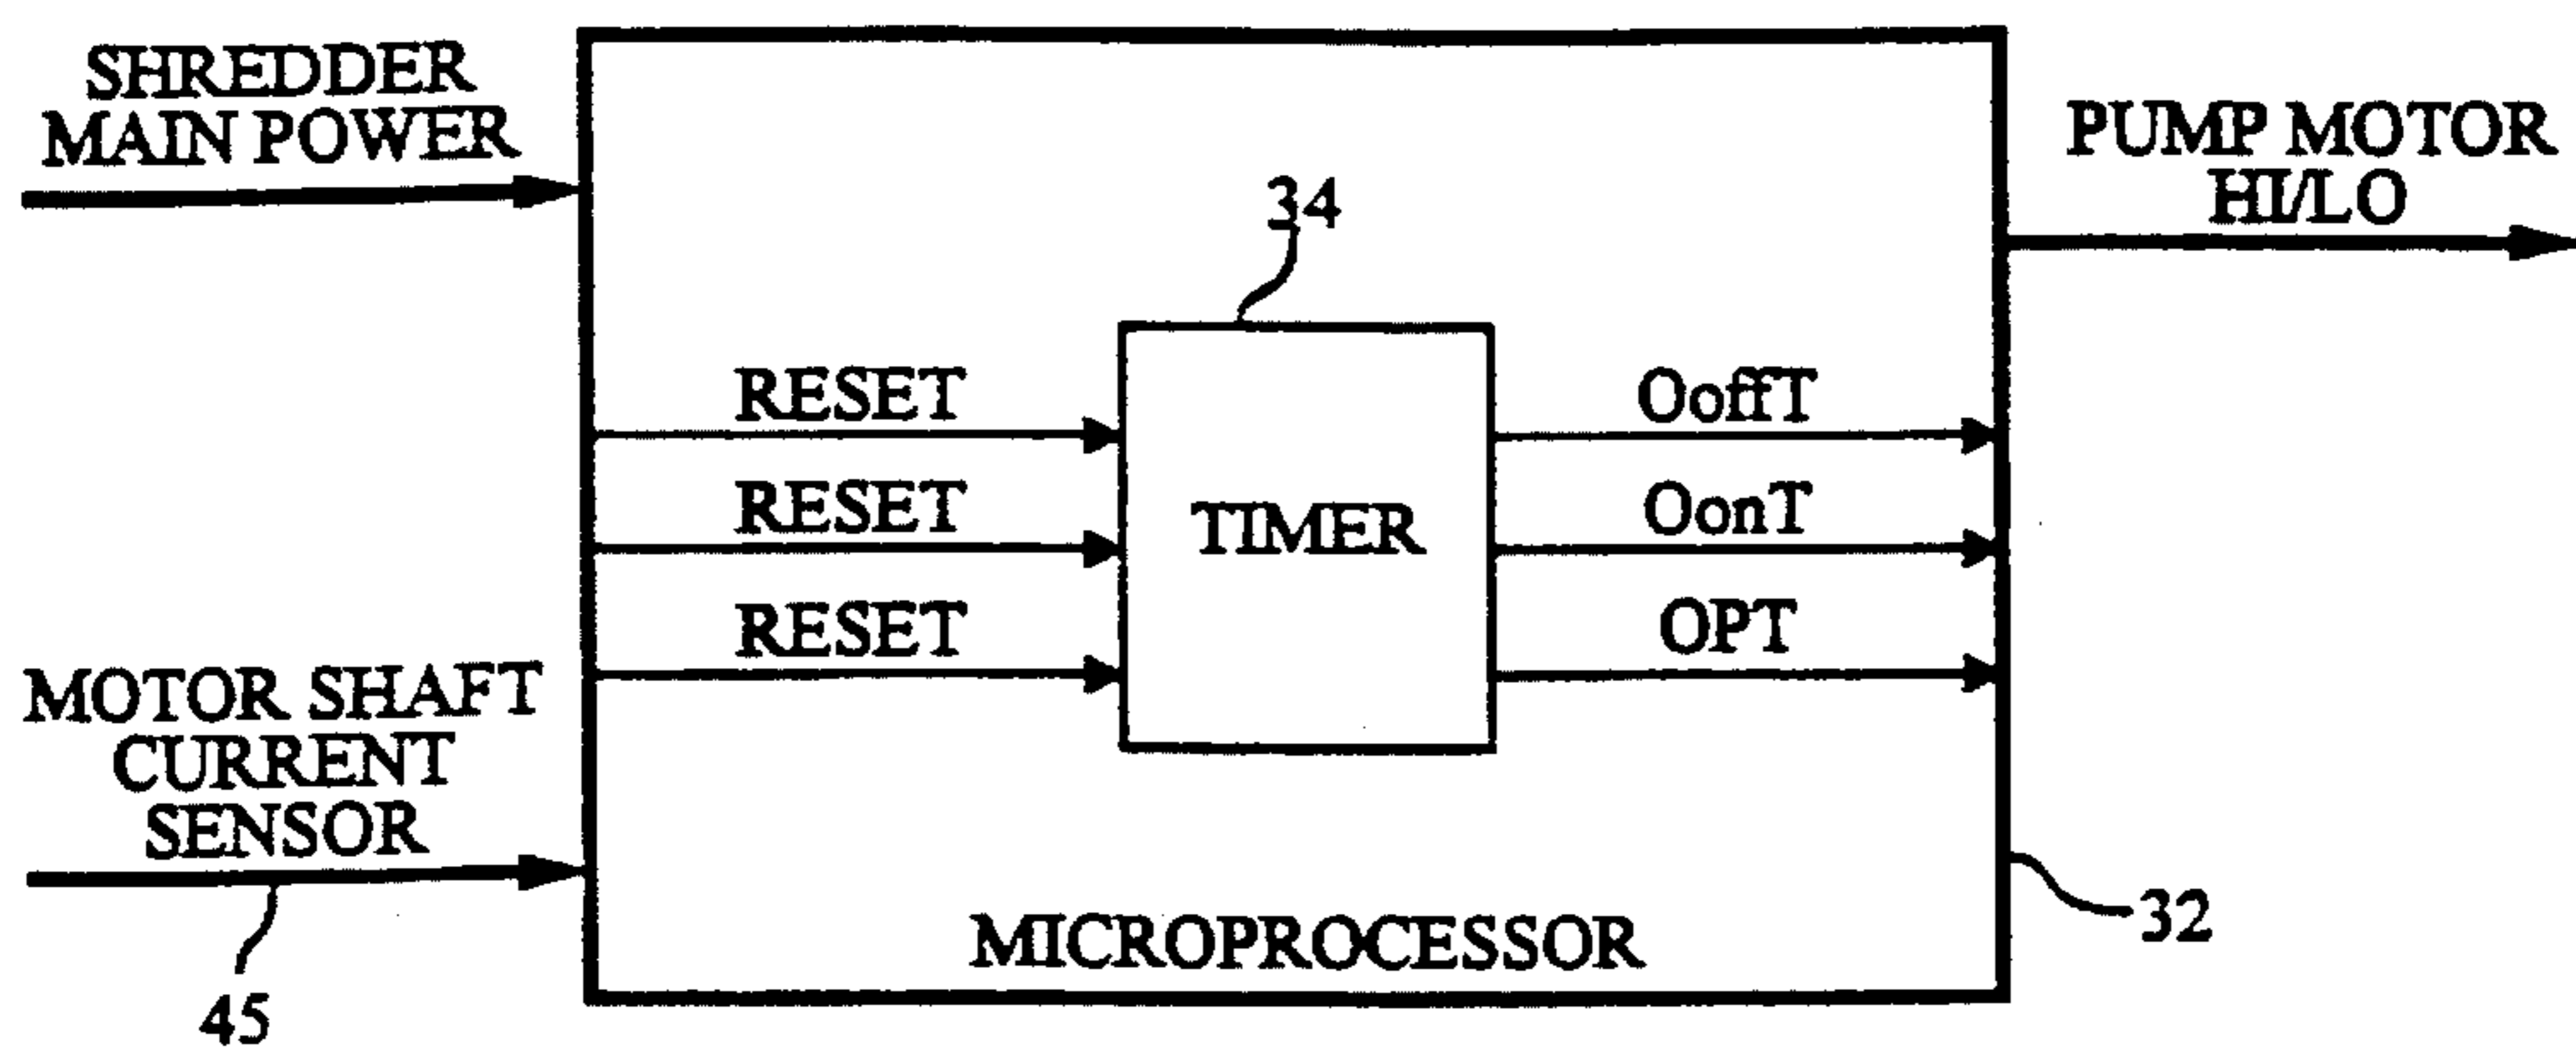 SHREDDER
MAIN POWER
PUMP MOTOR
HI/LO
34
RESET
OoffT
RESET
TIMER
OonT
RESET
OPT
MOTOR SHAFT
CURRENT
SENSOR
32
MICROPROCESSOR
45